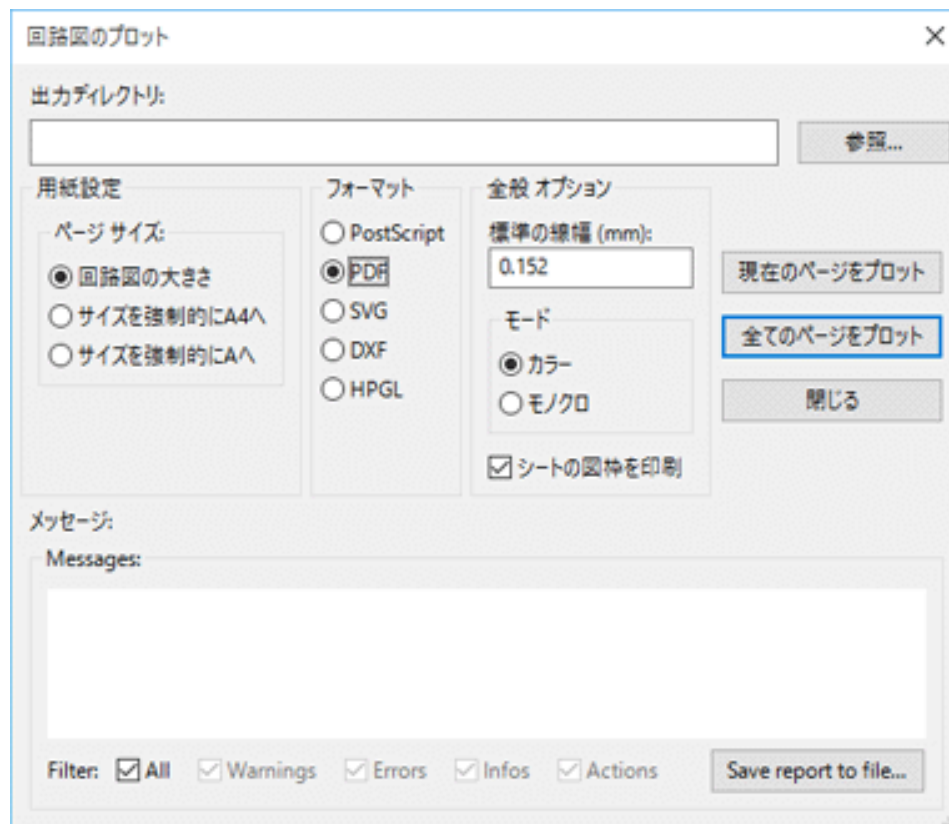 回路図のプロット
出力ディレクトリ:
参照...
用紙設定
ページ サイズ:
回路図の大きさ
サイズを強制的にA4へ
サイズを強制的にAへ
フォーマット
PostScript
PDF
SVG
DXF
HPGL
全般 オプション
標準の線幅 (mm):
0.152
モード
カラー
モノクロ
シートの図枠を印刷
現在のページをプロット
全てのページをプロット
閉じる
メッセージ:
Messages:
Filter: All Warnings Errors Infos Actions Save report to file...